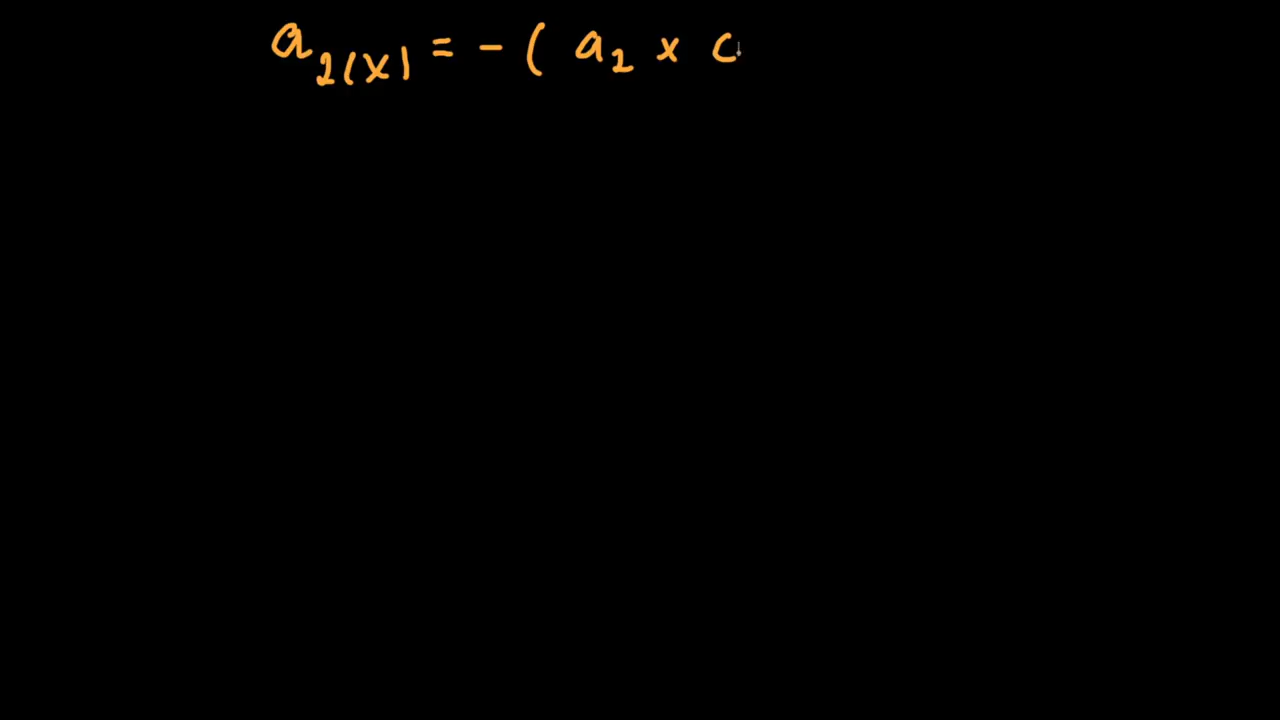 a₂(x) = - ( a₂ × c